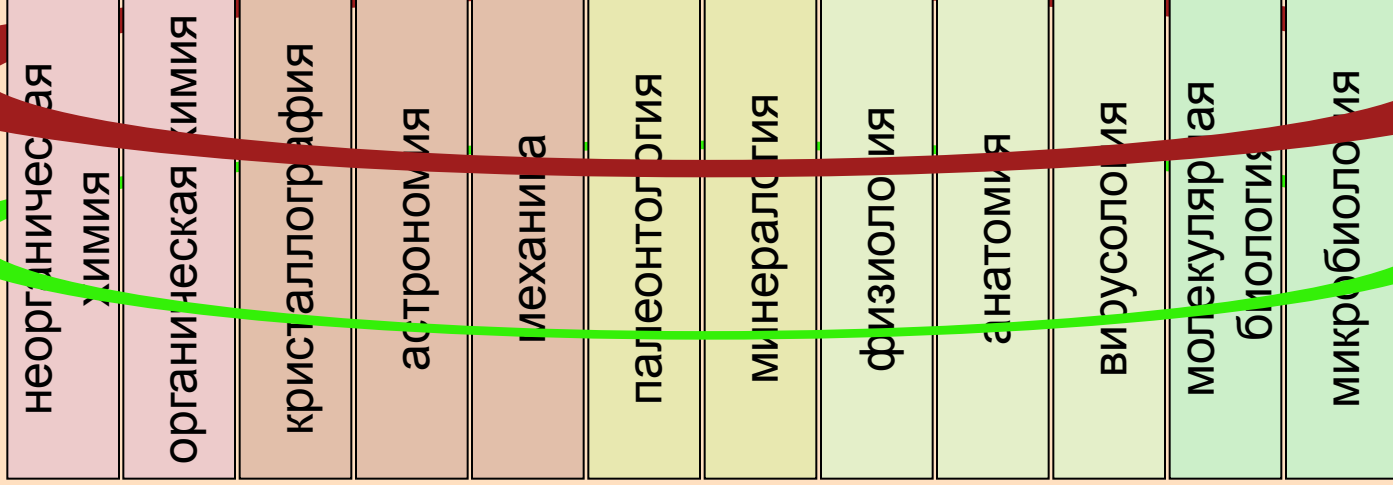 неорганическая
химия
органическая химия
кристаллография
астрономия
механика
палеонтология
минералогия
физиология
анатомия
вирусология
молекулярная
биология
микробиология